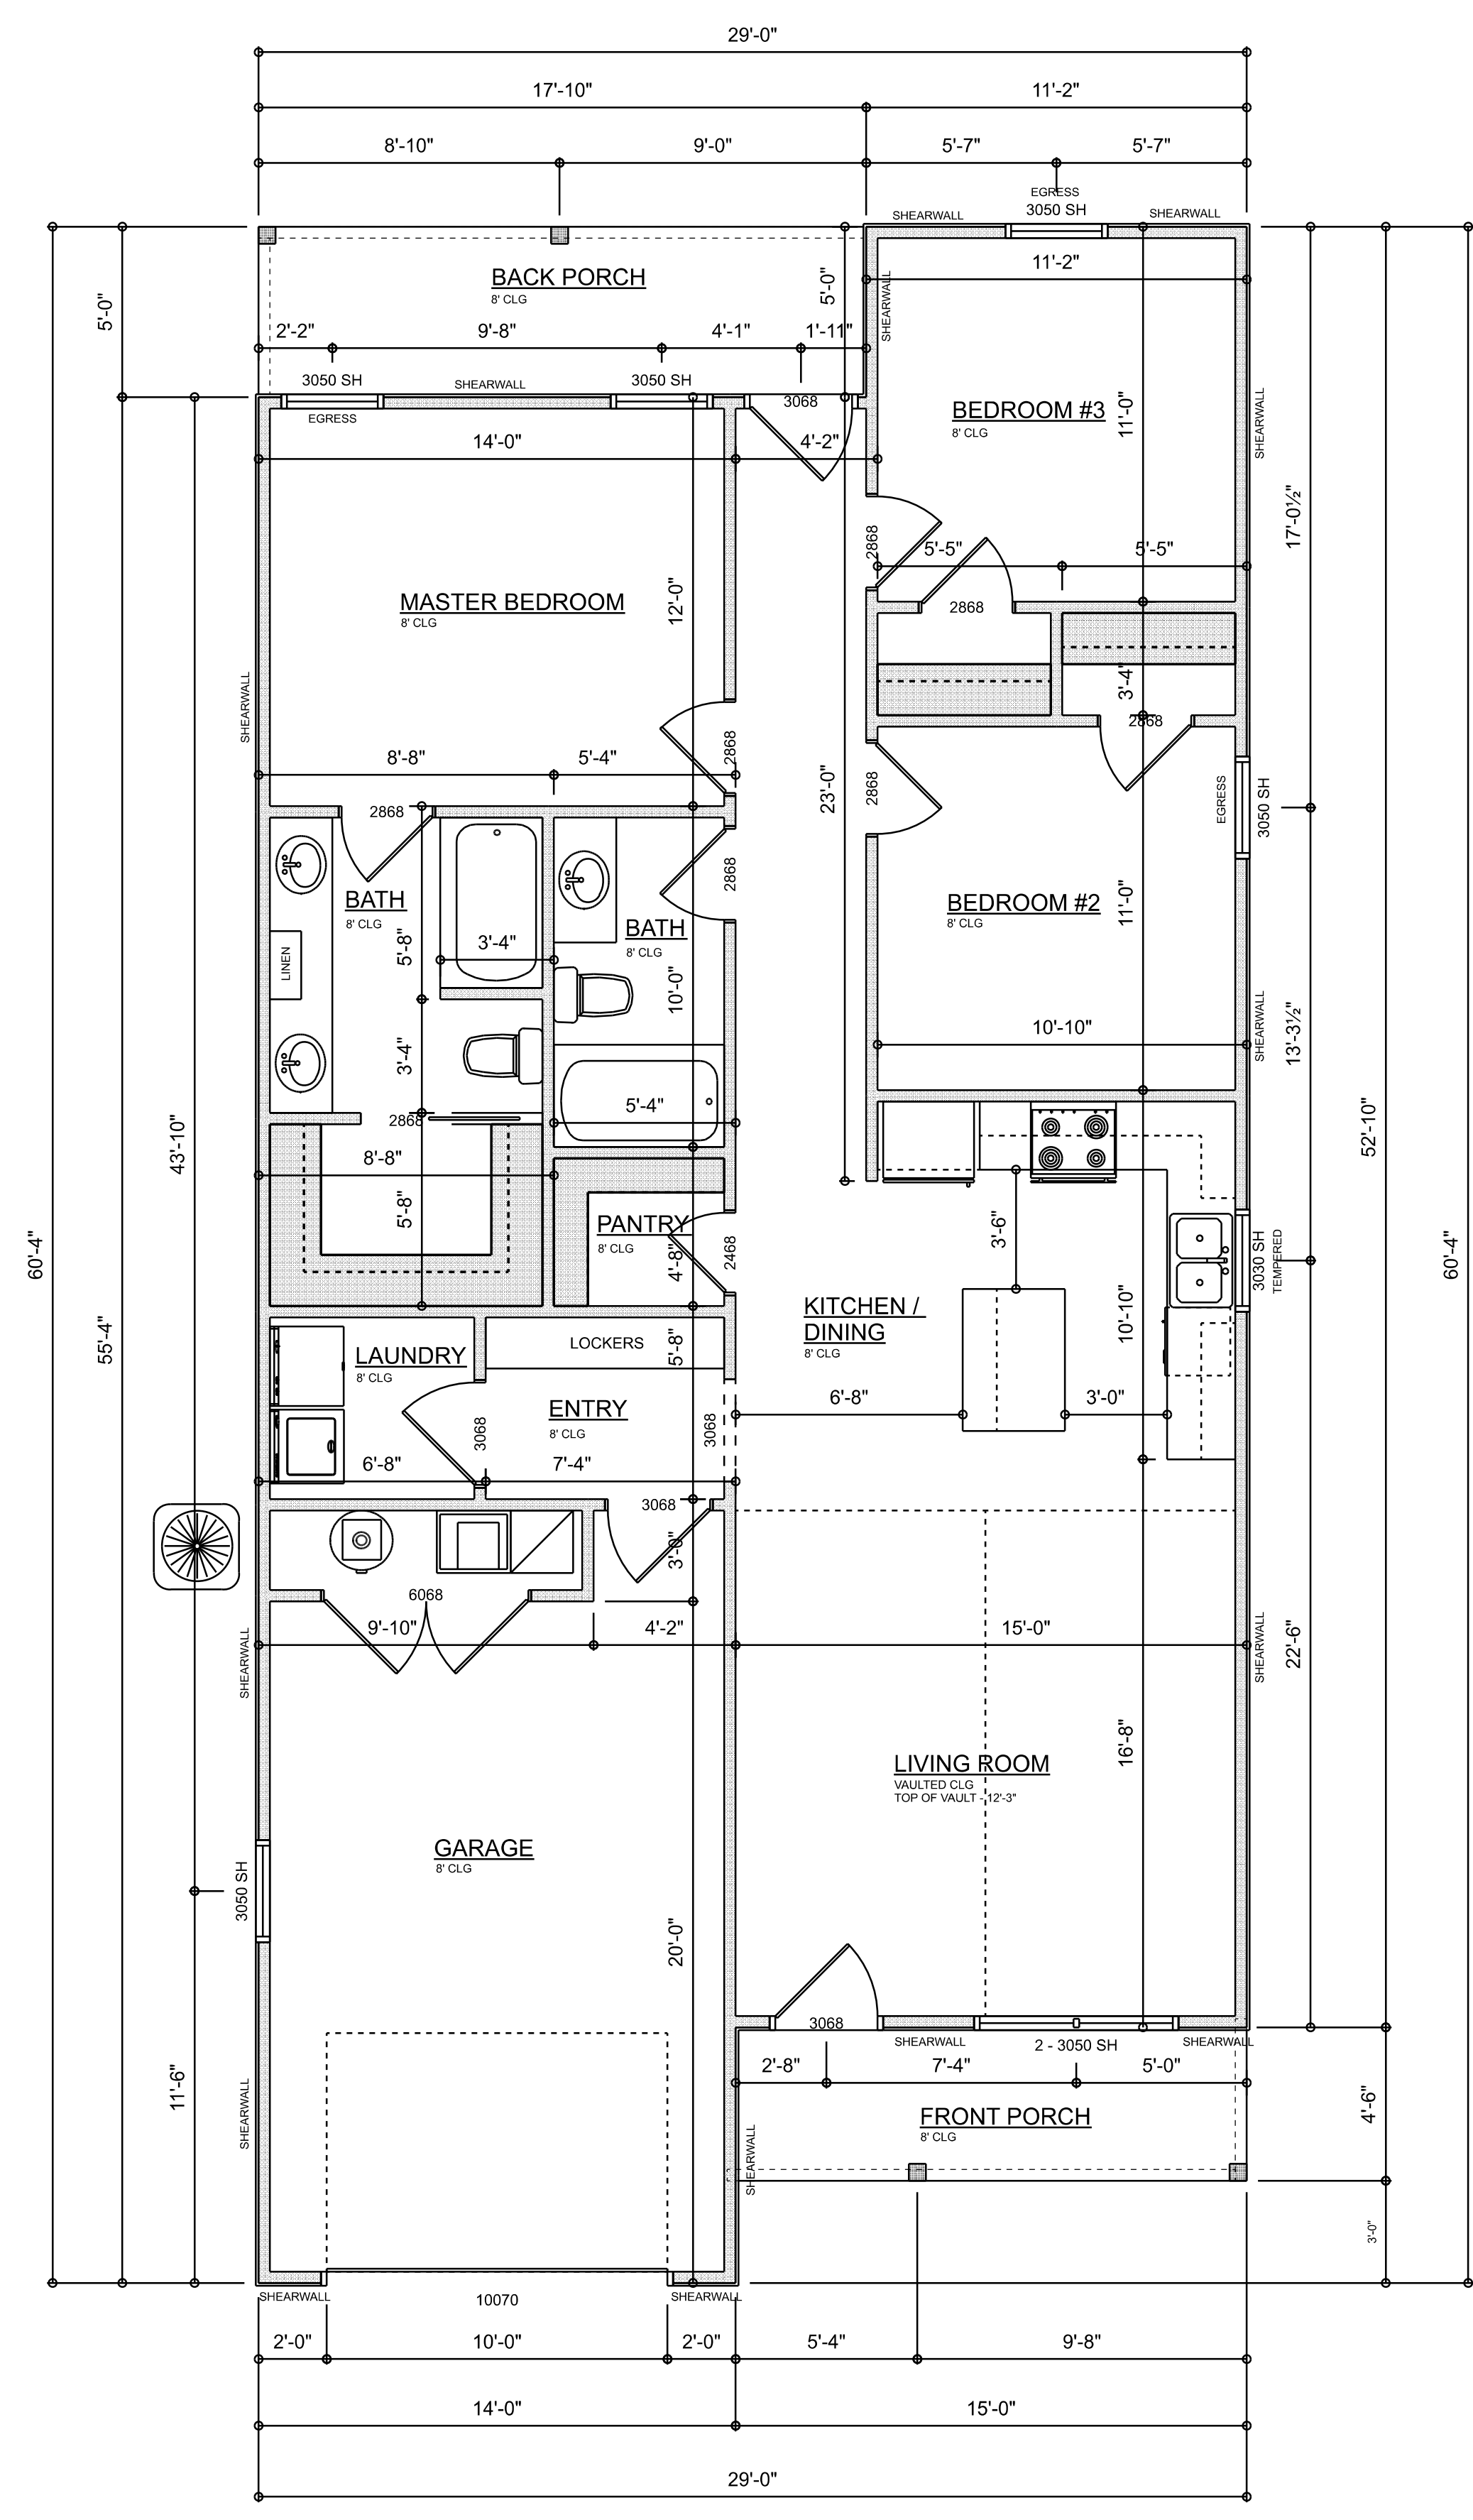 29'-0"
17'-10"
11'-2"
8'-10"
9'-0"
5'-7"
5'-7"
EGRESS
3050 SH
SHEARWALL
SHEARWALL
BACK PORCH
8' CLG
5'-0"
5'-0"
SHEARWALL
11'-2"
2'-2"
9'-8"
4'-1"
1'-11"
3050 SH
SHEARWALL
3050 SH
EGRESS
3068
14'-0"
4'-2"
BEDROOM #3
8' CLG
11'-0"
SHEARWALL
17'-0½"
2868
5'-5"
5'-5"
MASTER BEDROOM
8' CLG
12'-0"
2868
SHEARWALL
3'-4"
2868
2868
8'-8"
5'-4"
23'-0"
2868
EGRESS
3050 SH
2868
2868
BATH
8' CLG
BATH
8' CLG
BEDROOM #2
8' CLG
11'-0"
5'-8"
3'-4"
LINEN
10'-0"
10'-10"
SHEARWALL
13'-3½"
3'-4"
5'-4"
2868
43'-10"
52'-10"
8'-8"
5'-8"
PANTRY
8' CLG
4'-8"
2468
3'-6"
3030 SH
TEMPERED
60'-4"
60'-4"
55'-4"
KITCHEN /
DINING
8' CLG
10'-10"
LOCKERS
5'-8"
LAUNDRY
8' CLG
ENTRY
8' CLG
3068
3068
6'-8"
3'-0"
6'-8"
7'-4"
3068
3'-0"
6068
9'-10"
4'-2"
15'-0"
SHEARWALL
SHEARWALL
22'-6"
16'-8"
LIVING ROOM
VAULTED CLG
TOP OF VAULT - 12'-3"
GARAGE
8' CLG
3050 SH
20'-0"
3068
SHEARWALL
2 - 3050 SH
SHEARWALL
11'-6"
2'-8"
7'-4"
5'-0"
SHEARWALL
FRONT PORCH
8' CLG
4'-6"
SHEARWALL
3'-0"
SHEARWALL
10070
SHEARWALL
2'-0"
10'-0"
2'-0"
5'-4"
9'-8"
14'-0"
15'-0"
29'-0"